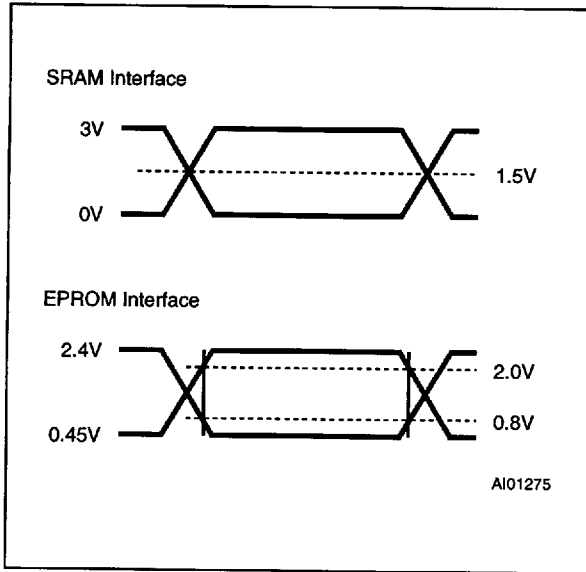 SRAM Interface
3V
1.5V
0V
EPROM Interface
2.4V
2.0V
0.8V
0.45V
AI01275